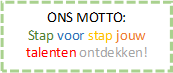 ONS MOTTO:
Stap voor stap jouw
talenten ontdekken!